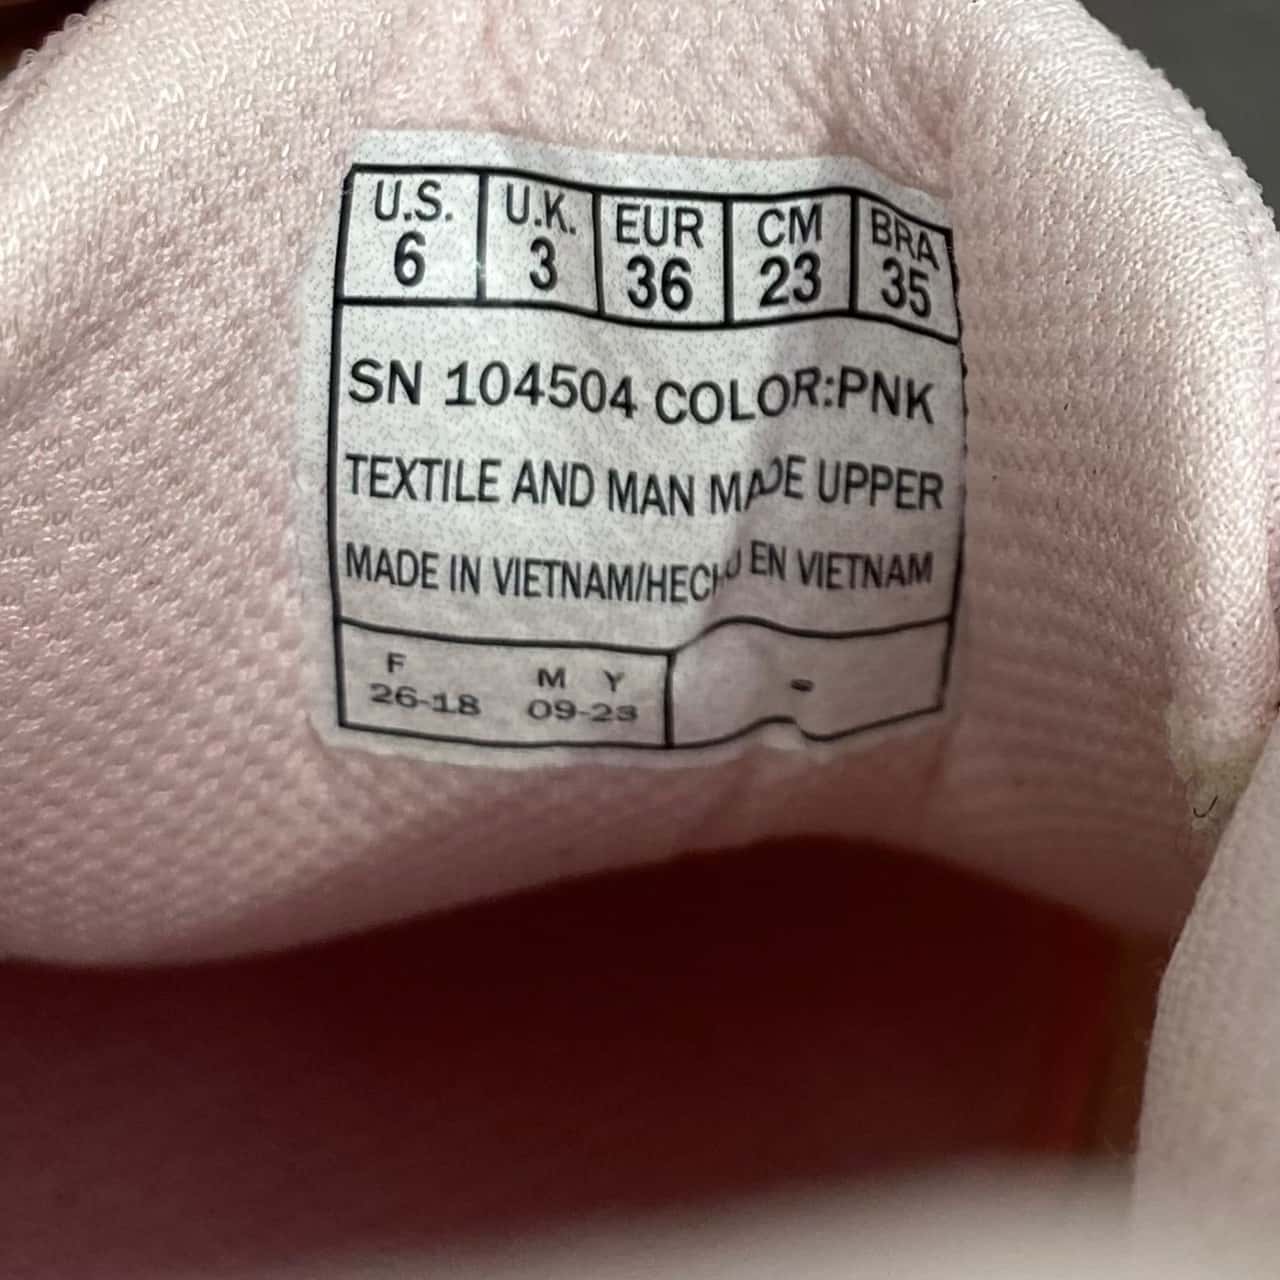 U.S. U.K. EUR CM BRA
6 3 36 23 35
SN 104504 COLOR:PNK
TEXTILE AND MAN MADE UPPER
MADE IN VIETNAM/HECHO EN VIETNAM
F M Y
26-18 09-23 -